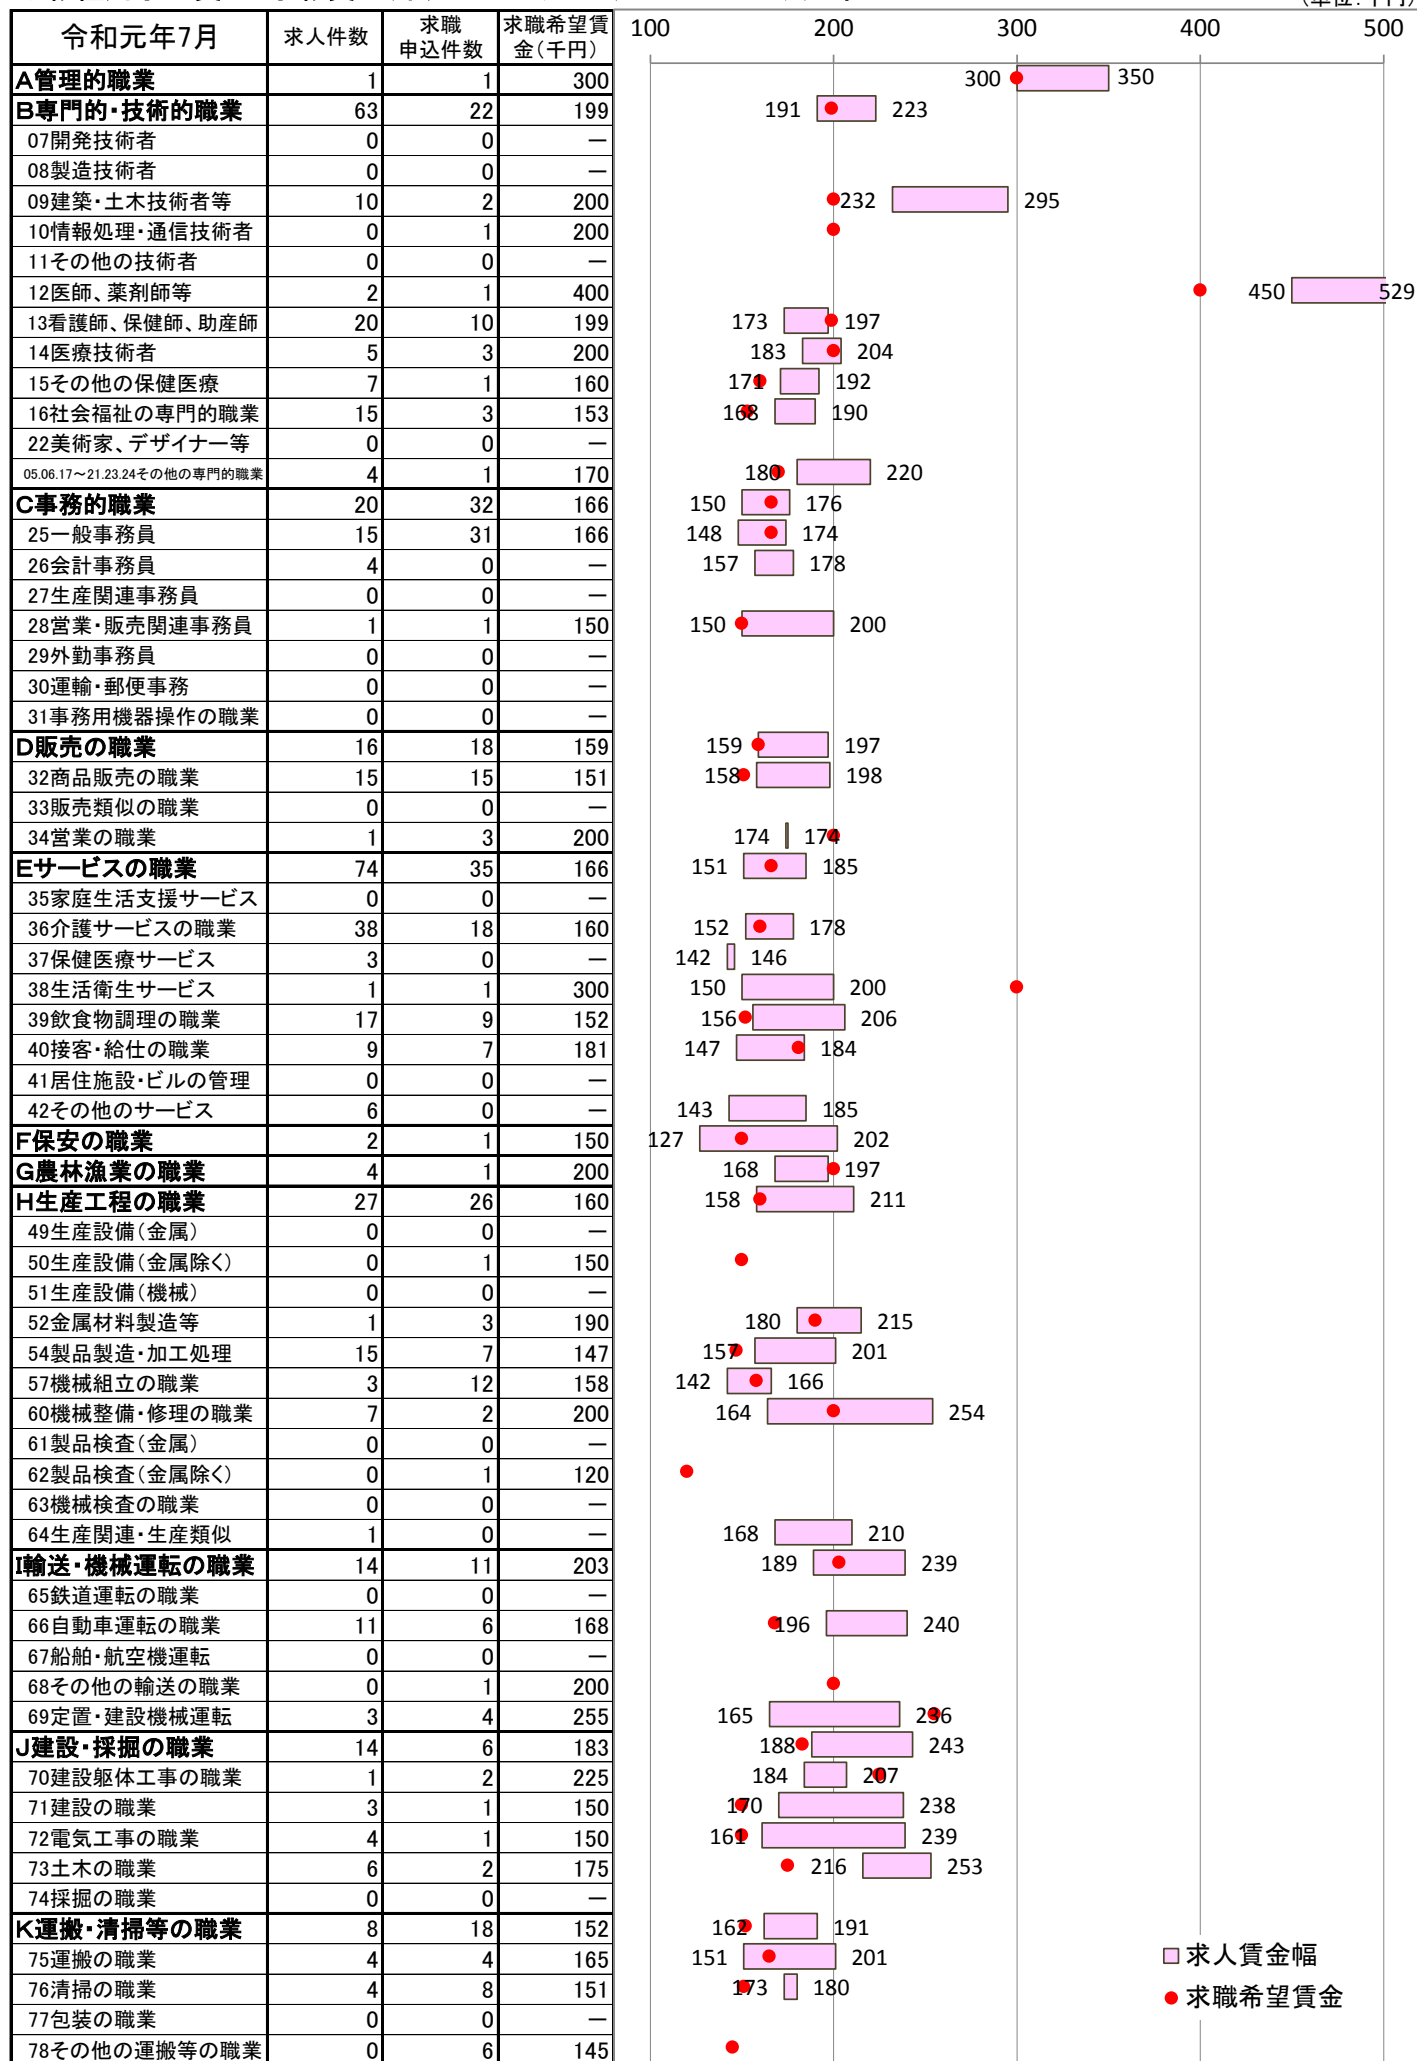 (単位:千円)
令和元年7月 求人件数 求職申込件数 求職希望賃金(千円) 100 200 300 400 500
A管理的職業 1 1 300 300 350
B専門的・技術的職業 63 22 199 191 223
07開発技術者 0 0 ―
08製造技術者 0 0 ―
09建築・土木技術者等 10 2 200 232 295
10情報処理・通信技術者 0 1 200
11その他の技術者 0 0 ―
12医師、薬剤師等 2 1 400 450 529
13看護師、保健師、助産師 20 10 199 173 197
14医療技術者 5 3 200 183 204
15その他の保健医療 7 1 160 171 192
16社会福祉の専門的職業 15 3 153 168 190
22美術家、デザイナー等 0 0 ―
05.06.17～21.23.24その他の専門的職業 4 1 170 180 220
C事務的職業 20 32 166 150 176
25一般事務員 15 31 166 148 174
26会計事務員 4 0 ― 157 178
27生産関連事務員 0 0 ―
28営業・販売関連事務員 1 1 150 150 200
29外勤事務員 0 0 ―
30運輸・郵便事務 0 0 ―
31事務用機器操作の職業 0 0 ―
D販売の職業 16 18 159 159 197
32商品販売の職業 15 15 151 158 198
33販売類似の職業 0 0 ―
34営業の職業 1 3 200 174 174
Eサービスの職業 74 35 166 151 185
35家庭生活支援サービス 0 0 ―
36介護サービスの職業 38 18 160 152 178
37保健医療サービス 3 0 ― 142 146
38生活衛生サービス 1 1 300 150 200
39飲食物調理の職業 17 9 152 156 206
40接客・給仕の職業 9 7 181 147 184
41居住施設・ビルの管理 0 0 ―
42その他のサービス 6 0 ― 143 185
F保安の職業 2 1 150 127 202
G農林漁業の職業 4 1 200 168 197
H生産工程の職業 27 26 160 158 211
49生産設備(金属) 0 0 ―
50生産設備(金属除く) 0 1 150
51生産設備(機械) 0 0 ―
52金属材料製造等 1 3 190 180 215
54製品製造・加工処理 15 7 147 157 201
57機械組立の職業 3 12 158 142 166
60機械整備・修理の職業 7 2 200 164 254
61製品検査(金属) 0 0 ―
62製品検査(金属除く) 0 1 120
63機械検査の職業 0 0 ―
64生産関連・生産類似 1 0 ― 168 210
I輸送・機械運転の職業 14 11 203 189 239
65鉄道運転の職業 0 0 ―
66自動車運転の職業 11 6 168 196 240
67船舶・航空機運転 0 0 ―
68その他の輸送の職業 0 1 200
69定置・建設機械運転 3 4 255 165 236
J建設・採掘の職業 14 6 183 188 243
70建設躯体工事の職業 1 2 225 184 207
71建設の職業 3 1 150 170 238
72電気工事の職業 4 1 150 161 239
73土木の職業 6 2 175 216 253
74採掘の職業 0 0 ―
K運搬・清掃等の職業 8 18 152 162 191
75運搬の職業 4 4 165 151 201
76清掃の職業 4 8 151 173 180
77包装の職業 0 0 ―
78その他の運搬等の職業 0 6 145
求人賃金幅
求職希望賃金